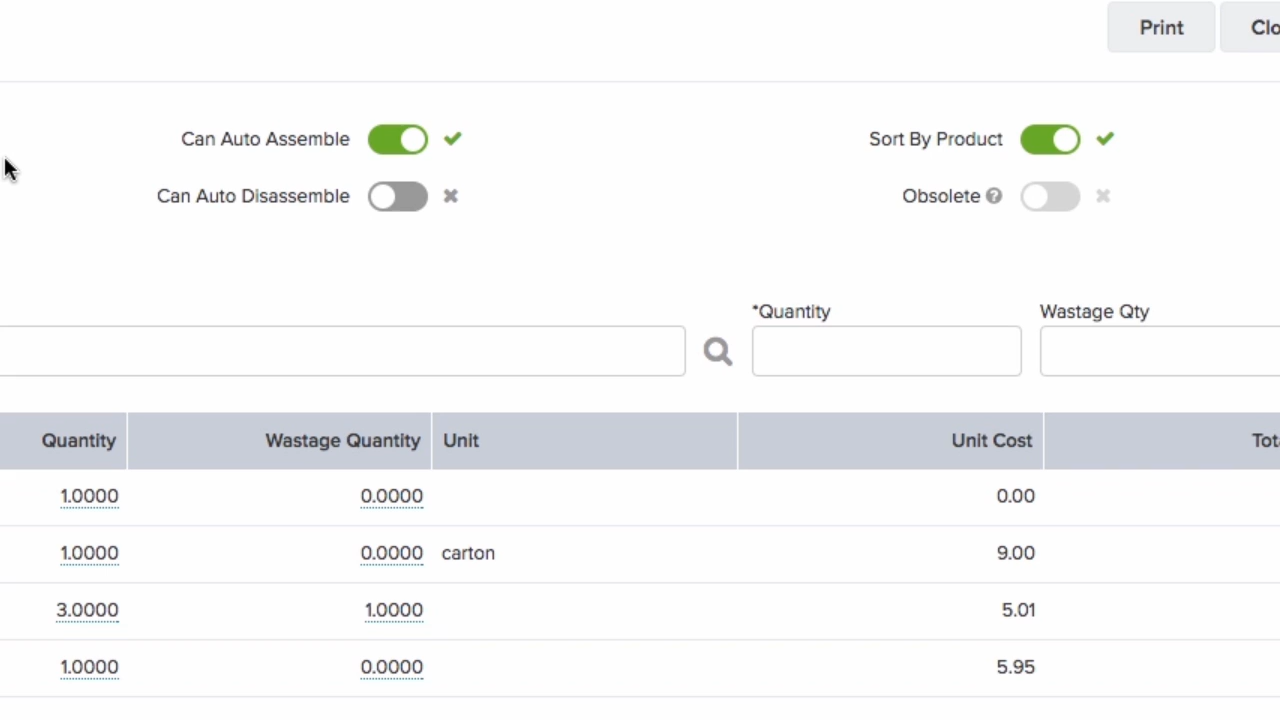 Print Clo
Can Auto Assemble Sort By Product
Can Auto Disassemble Obsolete ?
*Quantity Wastage Qty
Quantity Wastage Quantity Unit Unit Cost Tot
1.0000 0.0000 0.00
1.0000 0.0000 carton 9.00
3.0000 1.0000 5.01
1.0000 0.0000 5.95